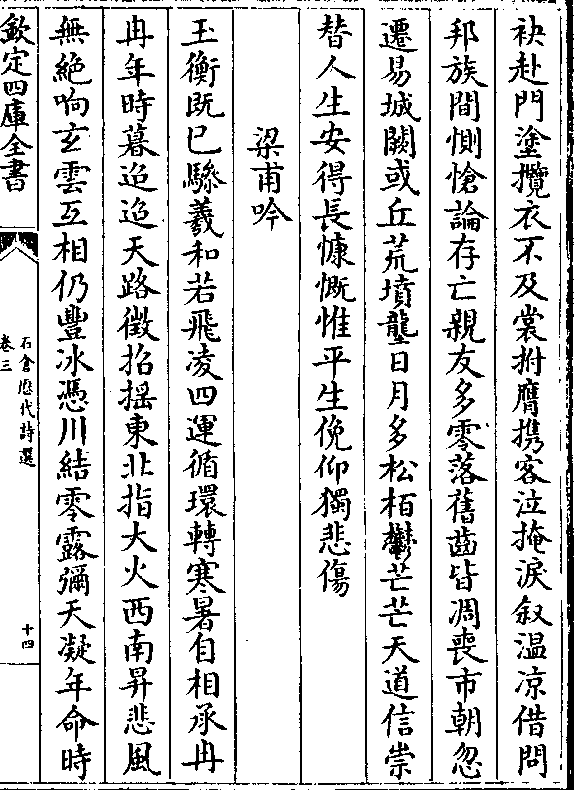 袂赴門塗攬衣不及裳拊膺携客泣掩淚叙温凉借問
邦族間惻愴論存亡親友多零落舊齒皆凋喪市朝忽
遷易城闕或丘荒墳壟日月多松栢鬱芒芒天道信崇
替人生安得長慷慨惟平生俛仰獨悲傷
梁甫吟
玉衡既已驂羲和若飛凌四運循環轉寒暑自相承冉
冉年時暮迢迢天路徵招揺東北指大火西南昇悲風
無絶响玄雲互相仍豐冰憑川結零露彌天凝年命時
欽定四庫全書
石倉歴代詩選
卷三
十四